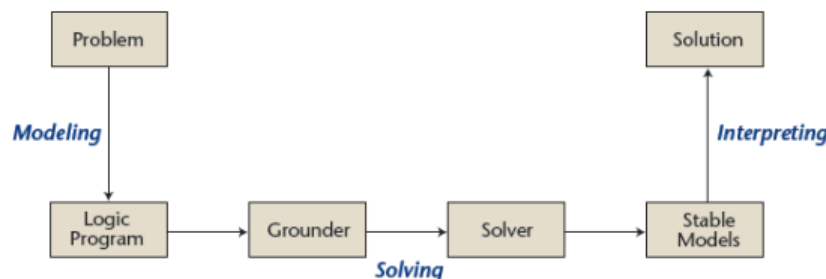 Problem
Solution
Modeling
Interpreting
Logic
Program
Grounder
Solver
Stable
Models
Solving